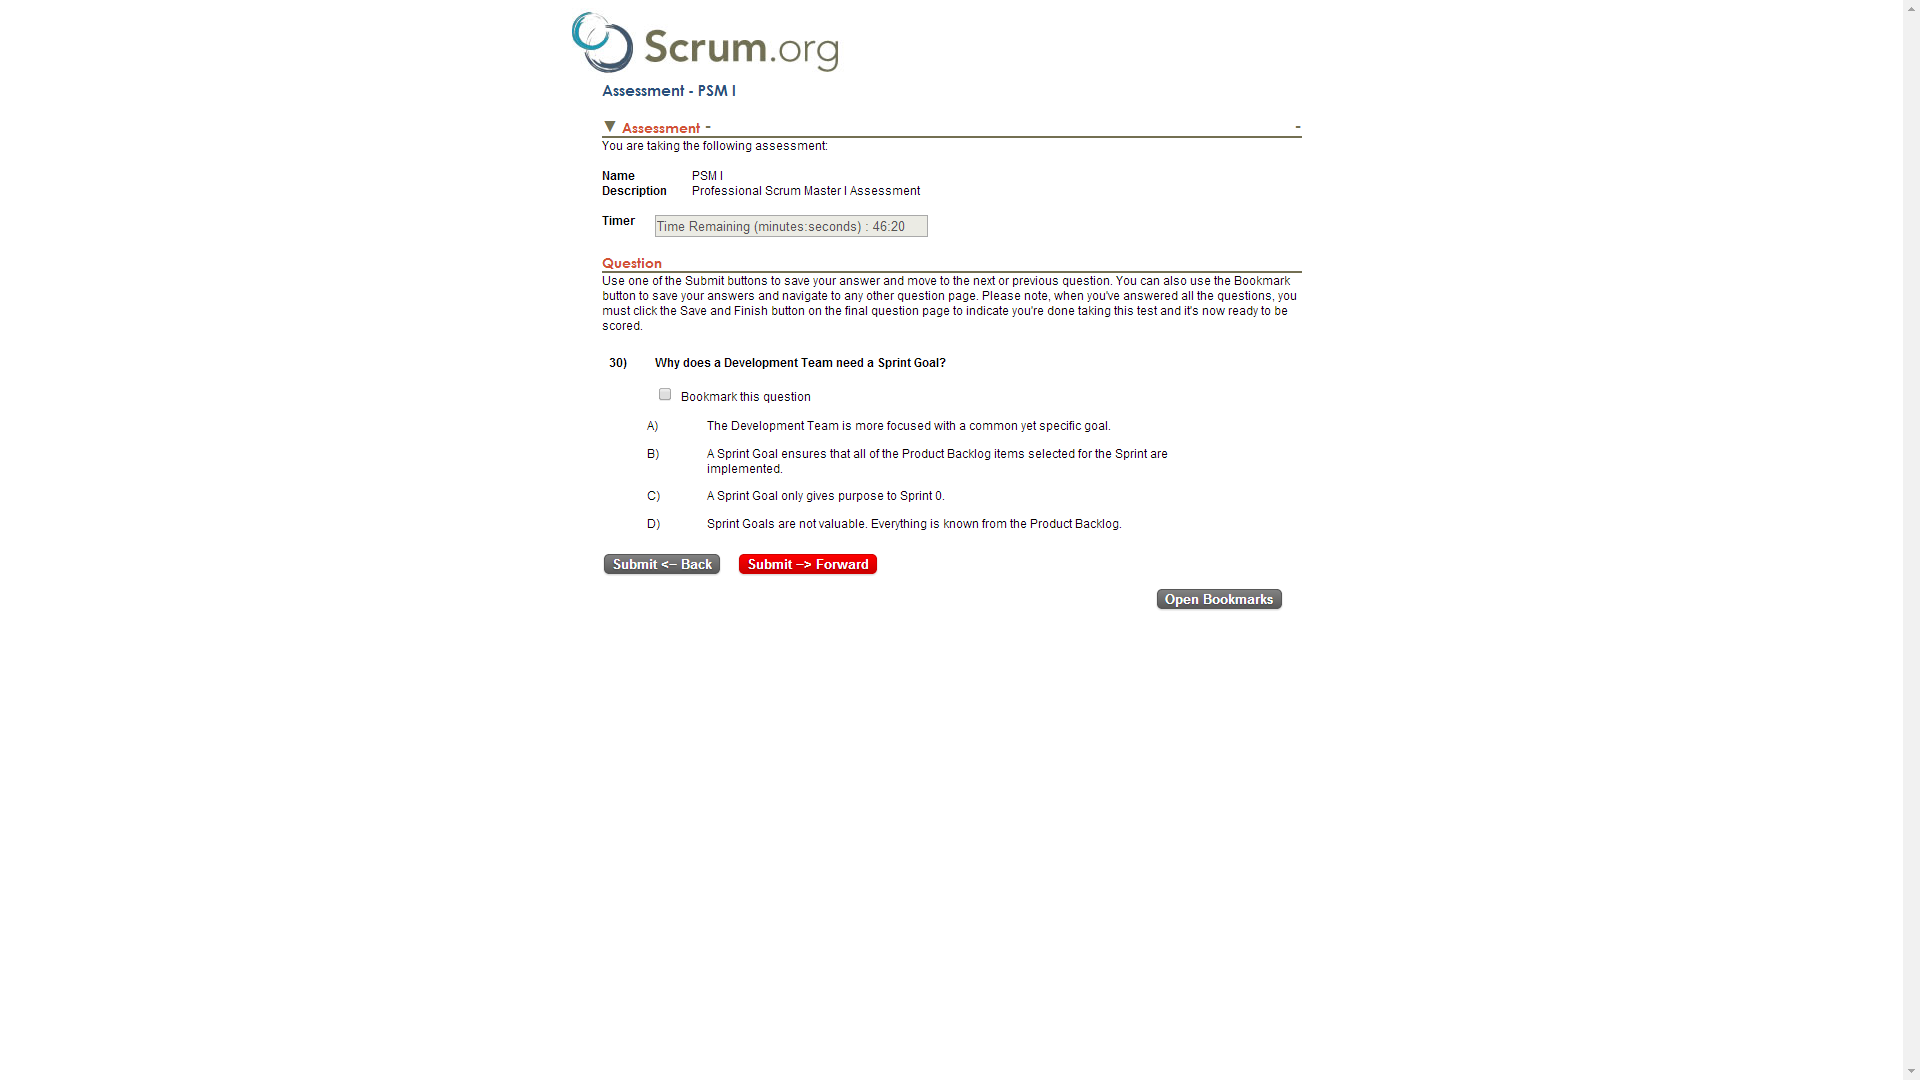 Scrum.org
Assessment - PSM I
▼ Assessment - -
You are taking the following assessment:
Name PSM I
Description Professional Scrum Master I Assessment
Timer Time Remaining (minutes:seconds) : 46:20
Question
Use one of the Submit buttons to save your answer and move to the next or previous question. You can also use the Bookmark
button to save your answers and navigate to any other question page. Please note, when you've answered all the questions, you
must click the Save and Finish button on the final question page to indicate you're done taking this test and it's now ready to be
scored.
30) Why does a Development Team need a Sprint Goal?
Bookmark this question
A) The Development Team is more focused with a common yet specific goal.
B) A Sprint Goal ensures that all of the Product Backlog items selected for the Sprint are
implemented.
C) A Sprint Goal only gives purpose to Sprint 0.
D) Sprint Goals are not valuable. Everything is known from the Product Backlog.
Submit <-- Back Submit --> Forward
Open Bookmarks